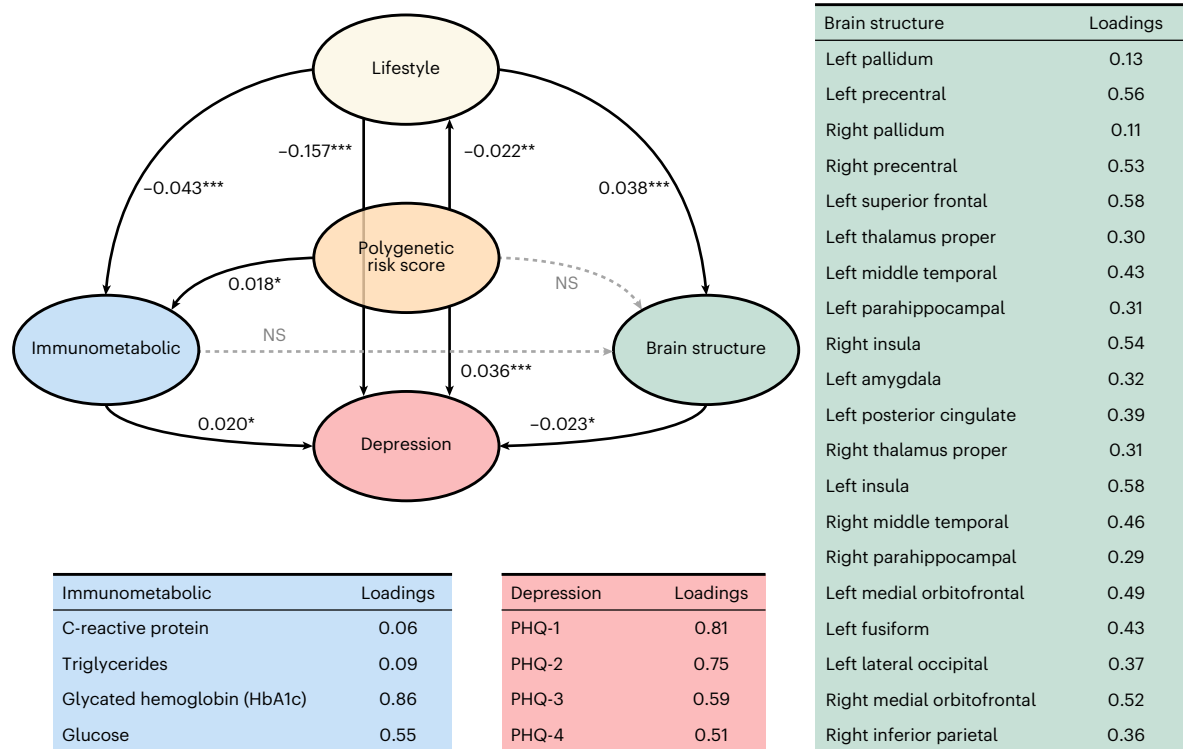 Lifestyle
−0.157***
−0.022**
−0.043***
0.038***
Polygenetic
risk score
0.018*
NS
NS
Immunometabolic
Brain structure
0.036***
0.020*
−0.023*
Depression
Immunometabolic Loadings
C-reactive protein 0.06
Triglycerides 0.09
Glycated hemoglobin (HbA1c) 0.86
Glucose 0.55
Depression Loadings
PHQ-1 0.81
PHQ-2 0.75
PHQ-3 0.59
PHQ-4 0.51
Brain structure Loadings
Left pallidum 0.13
Left precentral 0.56
Right pallidum 0.11
Right precentral 0.53
Left superior frontal 0.58
Left thalamus proper 0.30
Left middle temporal 0.43
Left parahippocampal 0.31
Right insula 0.54
Left amygdala 0.32
Left posterior cingulate 0.39
Right thalamus proper 0.31
Left insula 0.58
Right middle temporal 0.46
Right parahippocampal 0.29
Left medial orbitofrontal 0.49
Left fusiform 0.43
Left lateral occipital 0.37
Right medial orbitofrontal 0.52
Right inferior parietal 0.36